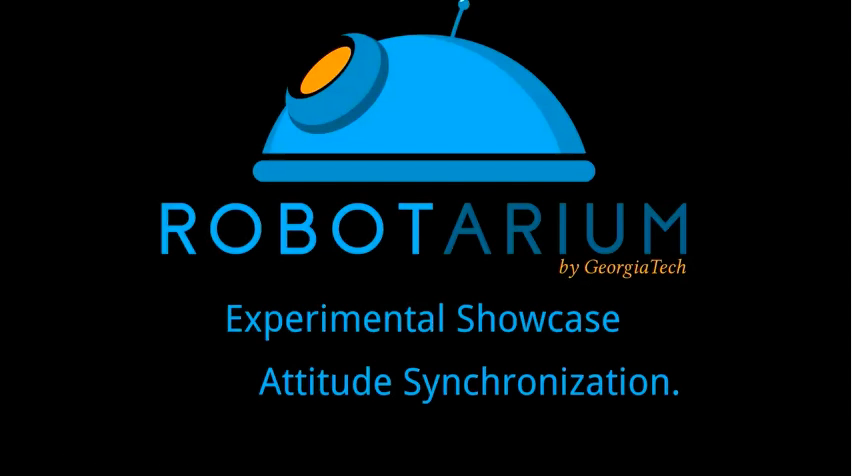 ROBOTARIUM
by GeorgiaTech
Experimental Showcase
Attitude Synchronization.